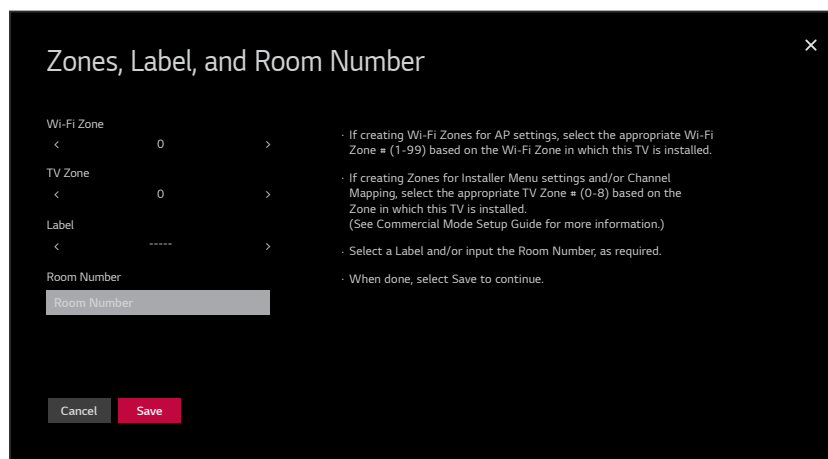 Zones, Label, and Room Number
Wi-Fi Zone
0
TV Zone
0
Label
-----
Room Number
Room Number
Cancel
Save
· If creating Wi-Fi Zones for AP settings, select the appropriate Wi-Fi
Zone # (1-99) based on the Wi-Fi Zone in which this TV is installed.
· If creating Zones for Installer Menu settings and/or Channel
Mapping, select the appropriate TV Zone # (0-8) based on the
Zone in which this TV is installed.
(See Commercial Mode Setup Guide for more information.)
· Select a Label and/or input the Room Number, as required.
· When done, select Save to continue.